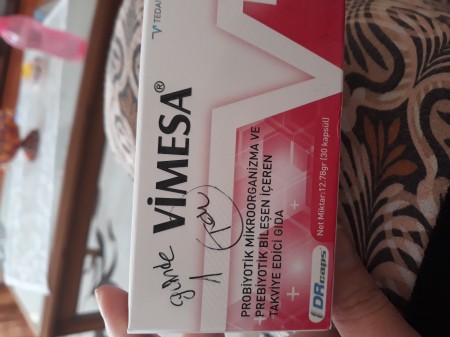 TEDA
VİMESA®
günde
1
PROBİYOTİK MİKROORGANİZMA VE
PREBİYOTİK BİLEŞEN İÇEREN
TAKVİYE EDİCİ GIDA
Net Miktar:12.78gr (30 kapsül)
DRcaps